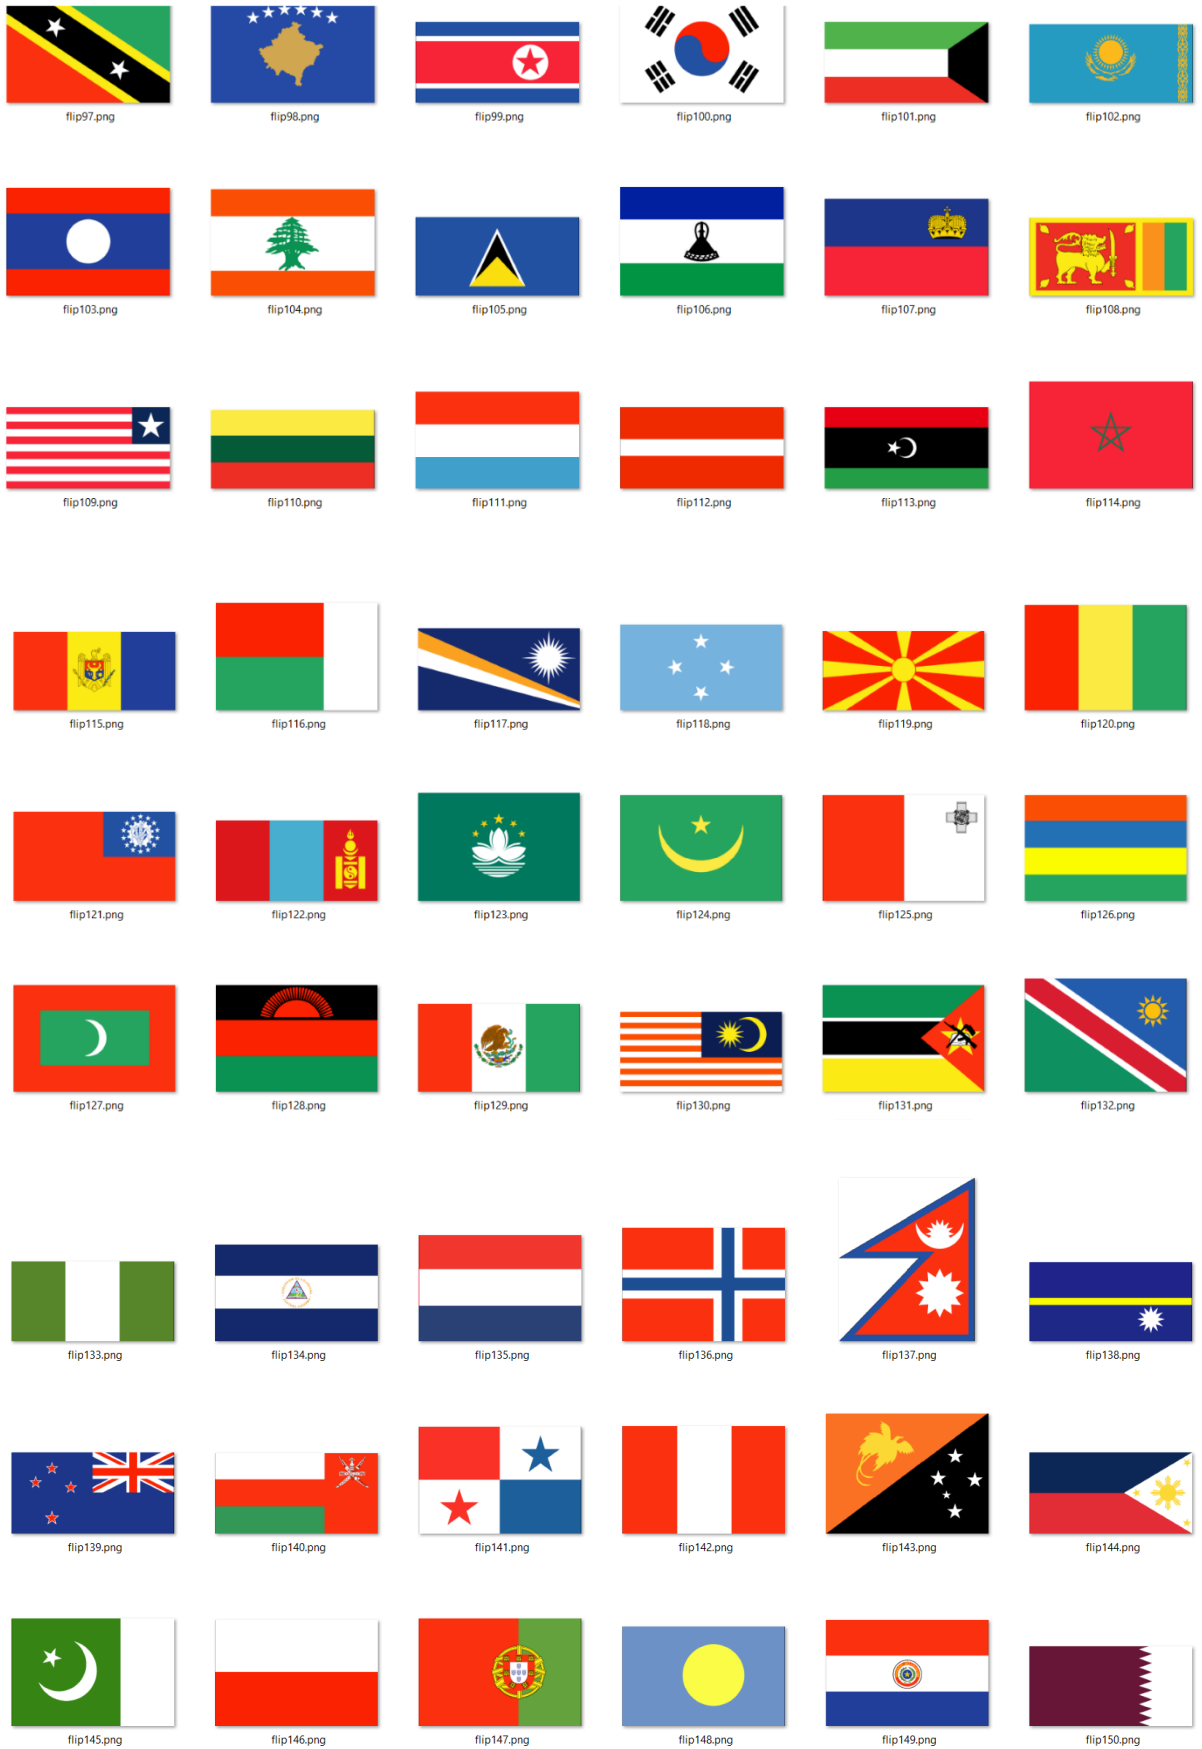 flip97.png flip98.png flip99.png flip100.png flip101.png flip102.png
flip103.png flip104.png flip105.png flip106.png flip107.png flip108.png
flip109.png flip110.png flip111.png flip112.png flip113.png flip114.png
flip115.png flip116.png flip117.png flip118.png flip119.png flip120.png
flip121.png flip122.png flip123.png flip124.png flip125.png flip126.png
flip127.png flip128.png flip129.png flip130.png flip131.png flip132.png
flip133.png flip134.png flip135.png flip136.png flip137.png flip138.png
flip139.png flip140.png flip141.png flip142.png flip143.png flip144.png
flip145.png flip146.png flip147.png flip148.png flip149.png flip150.png